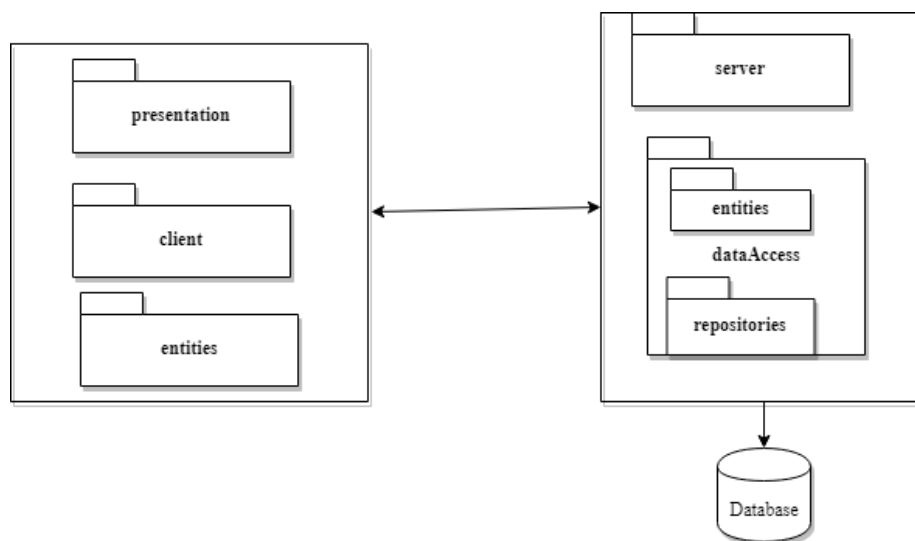 presentation
client
entities
server
entities
dataAccess
repositories
Database